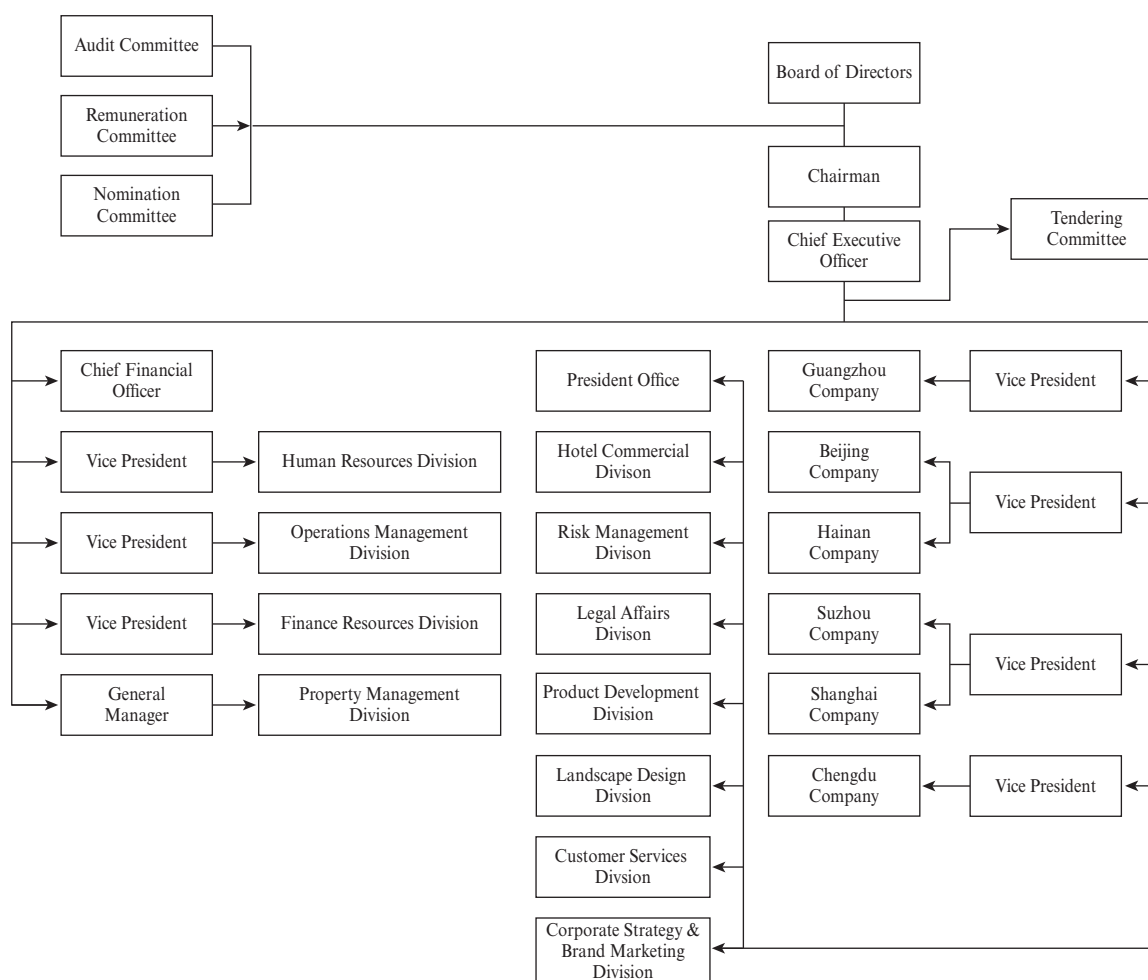 Audit Committee
Board of Directors
Remuneration
Committee
Chairman
Nomination
Committee
Tendering
Committee
Chief Executive
Officer
Chief Financial
Officer
President Office
Guangzhou
Company
Vice President
Vice President
Human Resources Division
Hotel Commercial
Divison
Beijing
Company
Vice President
Vice President
Operations Management
Division
Risk Management
Divison
Hainan
Company
Vice President
Finance Resources Division
Legal Affairs
Divison
Suzhou
Company
Vice President
General
Manager
Property Management
Division
Product Development
Division
Shanghai
Company
Landscape Design
Divsion
Chengdu
Company
Vice President
Customer Services
Divsion
Corporate Strategy &
Brand Marketing
Division